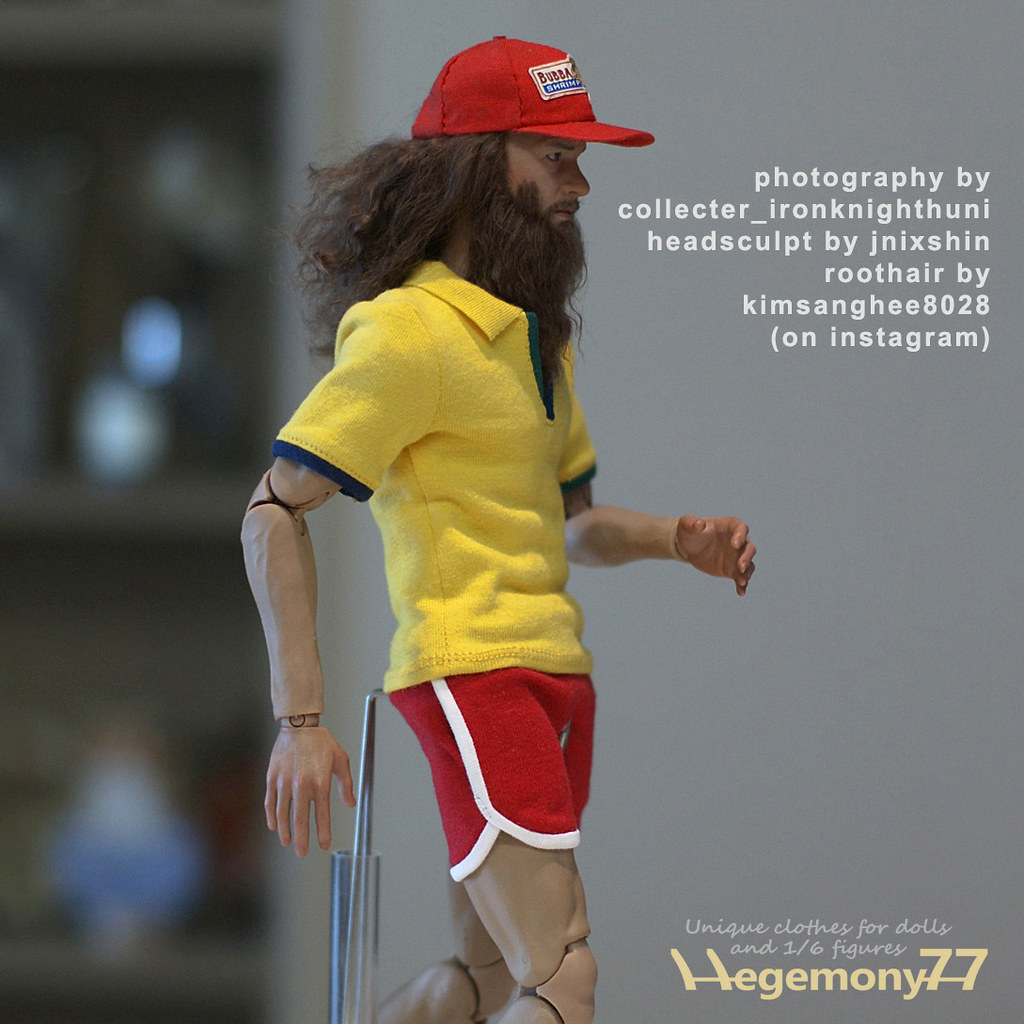 BUBBA
SHRIMP
photography by
collecter_ironknighthuni
headsculpt by jnixshin
roothair by
kimsanghee8028
(on instagram)
Unique clothes for dolls
and 1/6 figures
Hegemony77